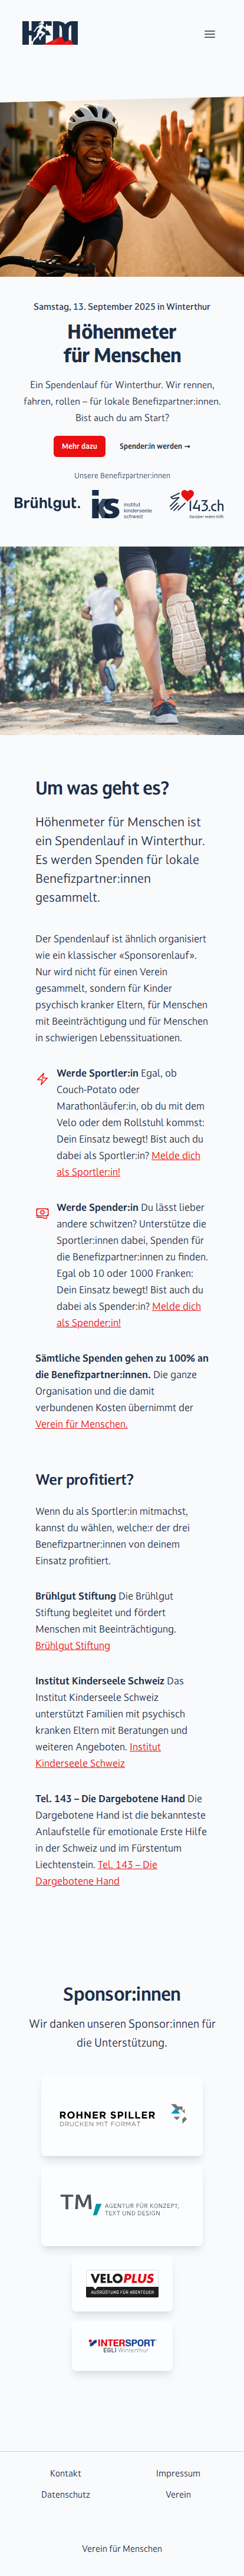 HFM
Samstag, 13. September 2025 in Winterthur
Höhenmeter
für Menschen
Ein Spendenlauf für Winterthur. Wir rennen,
fahren, rollen – für lokale Benefizpartner:innen.
Bist auch du am Start?
Mehr dazu
Spender:in werden →
Unsere Benefizpartner:innen
Brühlgut.
iks institut
kinderseele
schweiz
143.ch
Darüber reden hilft
Um was geht es?
Höhenmeter für Menschen ist
ein Spendenlauf in Winterthur.
Es werden Spenden für lokale
Benefizpartner:innen
gesammelt.
Der Spendenlauf ist ähnlich organisiert
wie ein klassischer «Sponsorenlauf».
Nur wird nicht für einen Verein
gesammelt, sondern für Kinder
psychisch kranker Eltern, für Menschen
mit Beeinträchtigung und für Menschen
in schwierigen Lebenssituationen.
Werde Sportler:in Egal, ob
Couch-Potato oder
Marathonläufer:in, ob du mit dem
Velo oder dem Rollstuhl kommst:
Dein Einsatz bewegt! Bist auch du
dabei als Sportler:in? Melde dich
als Sportler:in!
Werde Spender:in Du lässt lieber
andere schwitzen? Unterstütze die
Sportler:innen dabei, Spenden für
die Benefizpartner:innen zu finden.
Egal ob 10 oder 1000 Franken:
Dein Einsatz bewegt! Bist auch du
dabei als Spender:in? Melde dich
als Spender:in!
Sämtliche Spenden gehen zu 100% an
die Benefizpartner:innen. Die ganze
Organisation und die damit
verbundenen Kosten übernimmt der
Verein für Menschen.
Wer profitiert?
Wenn du als Sportler:in mitmachst,
kannst du wählen, welche:r der drei
Benefizpartner:innen von deinem
Einsatz profitiert.
Brühlgut Stiftung Die Brühlgut
Stiftung begleitet und fördert
Menschen mit Beeinträchtigung.
Brühlgut Stiftung
Institut Kinderseele Schweiz Das
Institut Kinderseele Schweiz
unterstützt Familien mit psychisch
kranken Eltern mit Beratungen und
weiteren Angeboten. Institut
Kinderseele Schweiz
Tel. 143 – Die Dargebotene Hand Die
Dargebotene Hand ist die bekannteste
Anlaufstelle für emotionale Erste Hilfe
in der Schweiz und im Fürstentum
Liechtenstein. Tel. 143 – Die
Dargebotene Hand
Sponsor:innen
Wir danken unseren Sponsor:innen für
die Unterstützung.
ROHNER SPILLER
DRUCKEN MIT FORMAT
TM, AGENTUR FÜR KONZEPT,
TEXT UND DESIGN
VELOPLUS
AUSRÜSTUNG FÜR ABENTEUER
INTERSPORT
EGLI Winterthur
Kontakt
Impressum
Datenschutz
Verein
Verein für Menschen